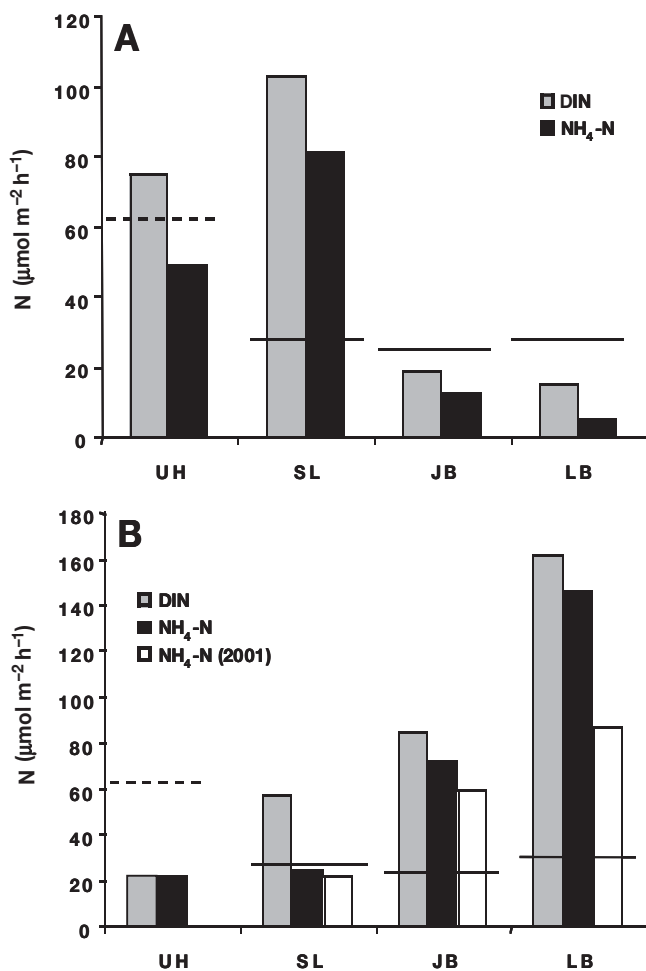 A
120
100
80
60
40
20
0
N (μmol m⁻² h⁻¹)
DIN
NH₄-N
UH SL JB LB
B
180
160
140
120
100
80
60
40
20
0
N (μmol m⁻² h⁻¹)
DIN
NH₄-N
NH₄-N (2001)
UH SL JB LB